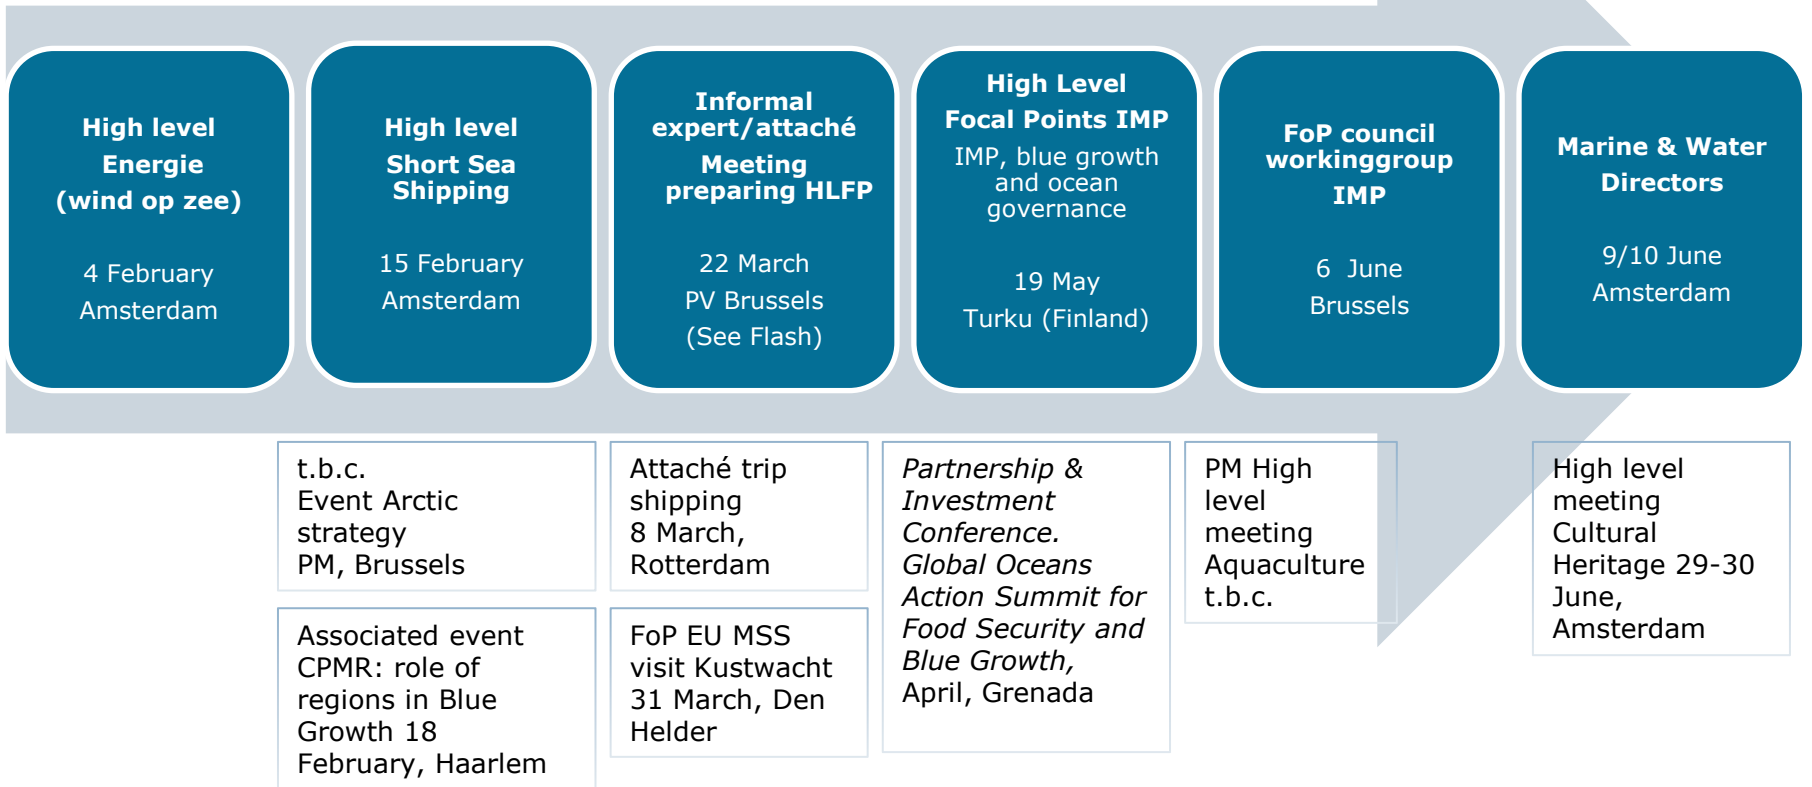 High level
Energie
(wind op zee)
4 February
Amsterdam
High level
Short Sea
Shipping
15 February
Amsterdam
Informal
expert/attaché
Meeting
preparing HLFP
22 March
PV Brussels
(See Flash)
High Level
Focal Points IMP
IMP, blue growth
and ocean
governance
19 May
Turku (Finland)
FoP council
workinggroup
IMP
6 June
Brussels
Marine & Water
Directors
9/10 June
Amsterdam
t.b.c.
Event Arctic
strategy
PM, Brussels
Associated event
CPMR: role of
regions in Blue
Growth 18
February, Haarlem
Attaché trip
shipping
8 March,
Rotterdam
FoP EU MSS
visit Kustwacht
31 March, Den
Helder
Partnership &
Investment
Conference.
Global Oceans
Action Summit for
Food Security and
Blue Growth,
April, Grenada
PM High
level
meeting
Aquaculture
t.b.c.
High level
meeting
Cultural
Heritage 29-30
June,
Amsterdam